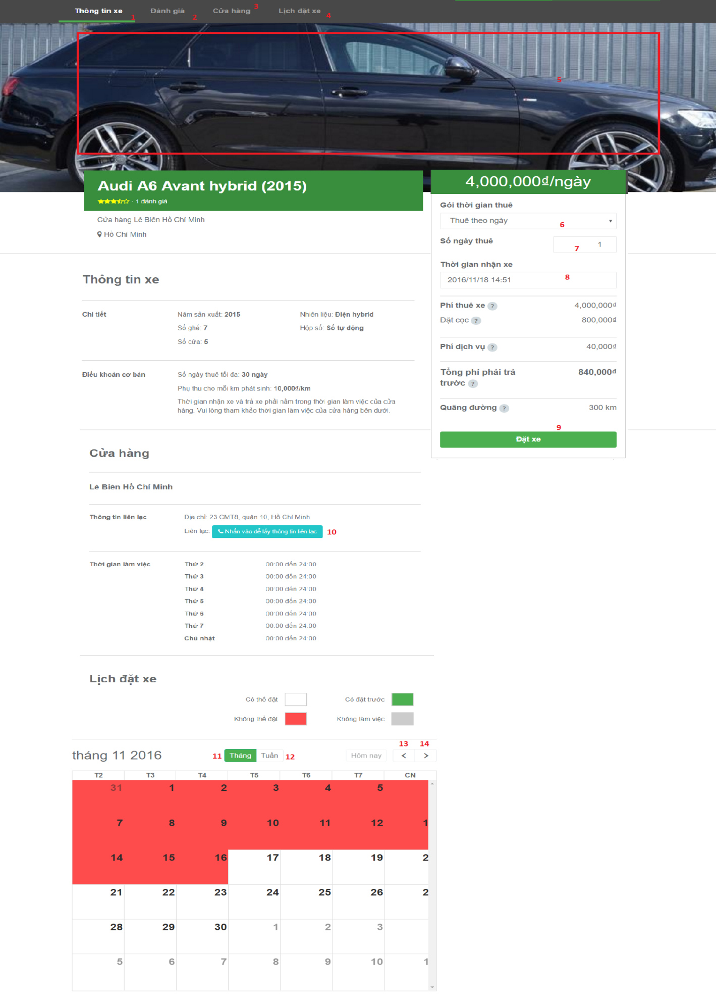 Thông tin xe 1 Đánh giá 2 Cửa hàng 3 Lịch đặt xe 4
5
Audi A6 Avant hybrid (2015)
· 1 đánh giá
Cửa hàng Lê Biên Hồ Chí Minh
Hồ Chí Minh
4,000,000₫/ngày
Gói thời gian thuê
Thuê theo ngày 6
Số ngày thuê 7 1
Thời gian nhận xe
2016/11/18 14:51 8
Phí thuê xe ? 4,000,000₫
Đặt cọc ? 800,000₫
Phí dịch vụ ? 40,000₫
Tổng phí phải trả 840,000₫
trước ?
Quãng đường ? 300 km
9
Đặt xe
Thông tin xe
Chi tiết Năm sản xuất: 2015 Nhiên liệu: Điện hybrid
Số ghế: 7 Hộp số: Số tự động
Số cửa: 5
Điều khoản cơ bản Số ngày thuê tối đa: 30 ngày
Phụ thu cho mỗi km phát sinh: 10,000₫/km
Thời gian nhận xe và trả xe phải nằm trong thời gian làm việc của cửa
hàng. Vui lòng tham khảo thời gian làm việc của cửa hàng bên dưới.
Cửa hàng
Lê Biên Hồ Chí Minh
Thông tin liên lạc Địa chỉ: 23 CMT8, quận 10, Hồ Chí Minh
Liên lạc: Nhấn vào để lấy thông tin liên lạc 10
Thời gian làm việc Thứ 2 00:00 đến 24:00
Thứ 3 00:00 đến 24:00
Thứ 4 00:00 đến 24:00
Thứ 5 00:00 đến 24:00
Thứ 6 00:00 đến 24:00
Thứ 7 00:00 đến 24:00
Chủ nhật 00:00 đến 24:00
Lịch đặt xe
Có thể đặt Có đặt trước
Không thể đặt Không làm việc
13 14
tháng 11 2016 11 Tháng Tuần 12 Hôm nay < >
T2 T3 T4 T5 T6 T7 CN
31 1 2 3 4 5
7 8 9 10 11 12 1
14 15 16 17 18 19 2
21 22 23 24 25 26 2
28 29 30 1 2 3
5 6 7 8 9 10 1